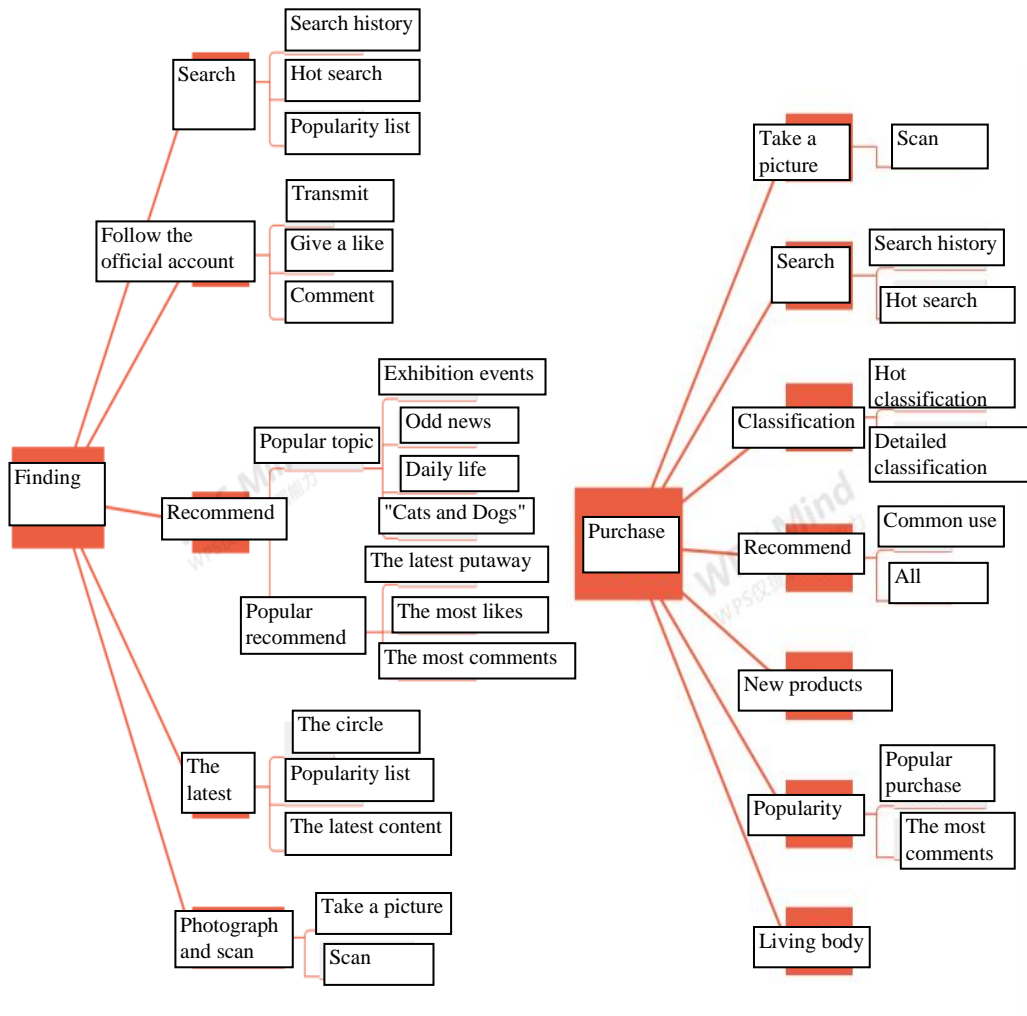 Search history
Search
Hot search
Popularity list
Transmit
Follow the
official account
Give a like
Comment
Exhibition events
Odd news
Popular topic
Daily life
"Cats and Dogs"
Finding
Recommend
The latest putaway
Popular
recommend
The most likes
The most comments
The circle
The
latest
Popularity list
The latest content
Take a picture
Photograph
and scan
Scan
Take a
picture
Scan
Search history
Search
Hot search
Hot
classification
Classification
Detailed
classification
Purchase
Common use
Recommend
All
New products
Popular
purchase
Popularity
The most
comments
Living body